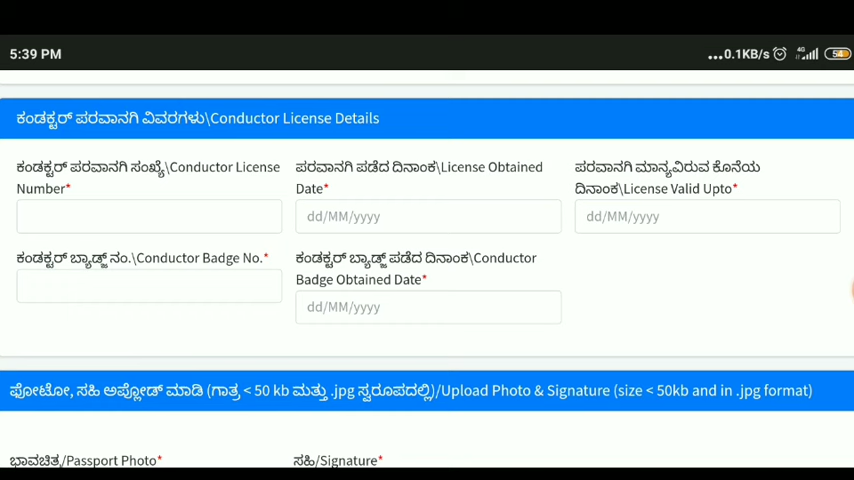 5:39 PM
...0.1KB/s 4G 54
ಕಂಡಕ್ಟರ್ ಪರವಾನಗಿ ವಿವರಗಳು\Conductor License Details
ಕಂಡಕ್ಟರ್ ಪರವಾನಗಿ ಸಂಖ್ಯೆ\Conductor License Number*
ಪರವಾನಗಿ ಪಡೆದ ದಿನಾಂಕ\License Obtained Date*
ಪರವಾನಗಿ ಮಾನ್ಯವಿರುವ ಕೊನೆಯ ದಿನಾಂಕ\License Valid Upto*
dd/MM/yyyy
dd/MM/yyyy
ಕಂಡಕ್ಟರ್ ಬ್ಯಾಡ್ಜ್ ನಂ.\Conductor Badge No.*
ಕಂಡಕ್ಟರ್ ಬ್ಯಾಡ್ಜ್ ಪಡೆದ ದಿನಾಂಕ\Conductor Badge Obtained Date*
dd/MM/yyyy
ಫೋಟೋ, ಸಹಿ ಅಪ್ಲೋಡ್ ಮಾಡಿ (ಗಾತ್ರ < 50 kb ಮತ್ತು .jpg ಸ್ವರೂಪದಲ್ಲಿ)/Upload Photo & Signature (size < 50kb and in .jpg format)
ಭಾವಚಿತ್ರ/Passport Photo*
ಸಹಿ/Signature*